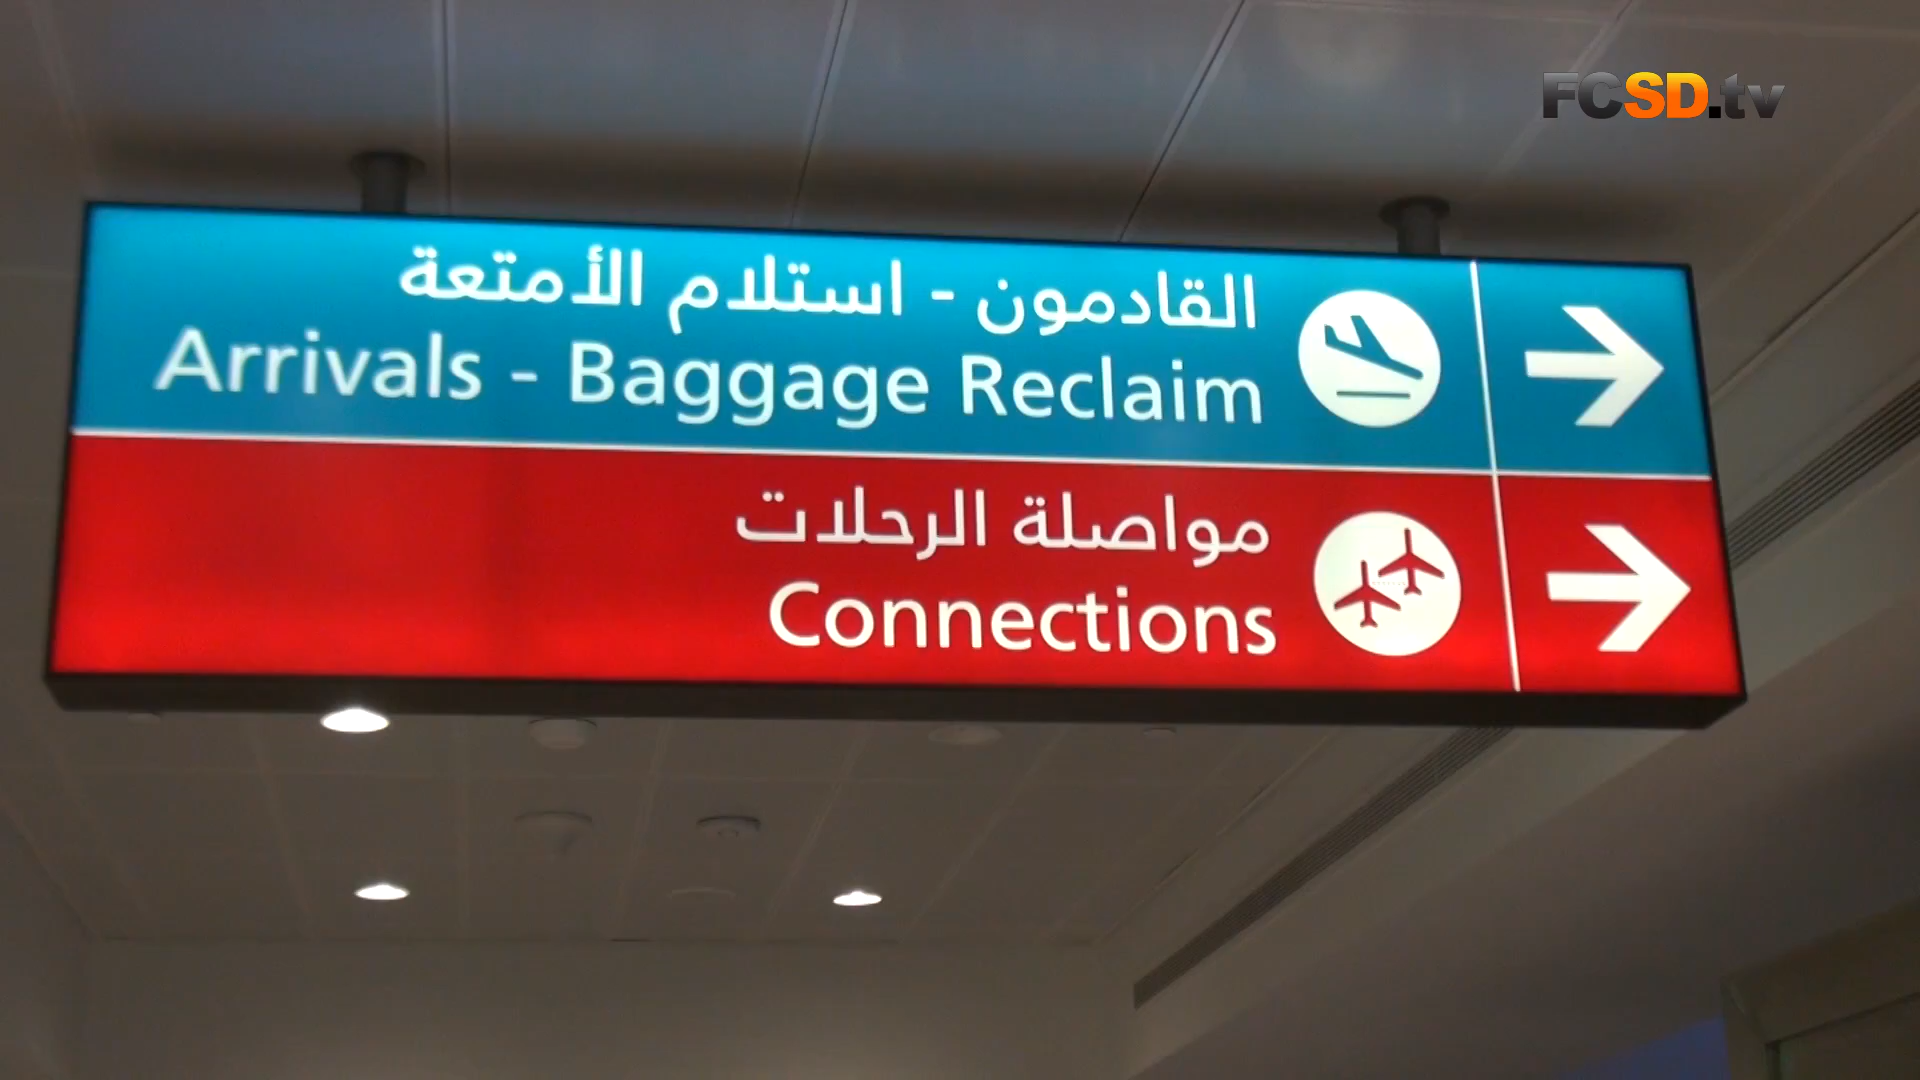 FCSD.tv
القادمون - استلام الأمتعة
Arrivals - Baggage Reclaim
مواصلة الرحلات
Connections